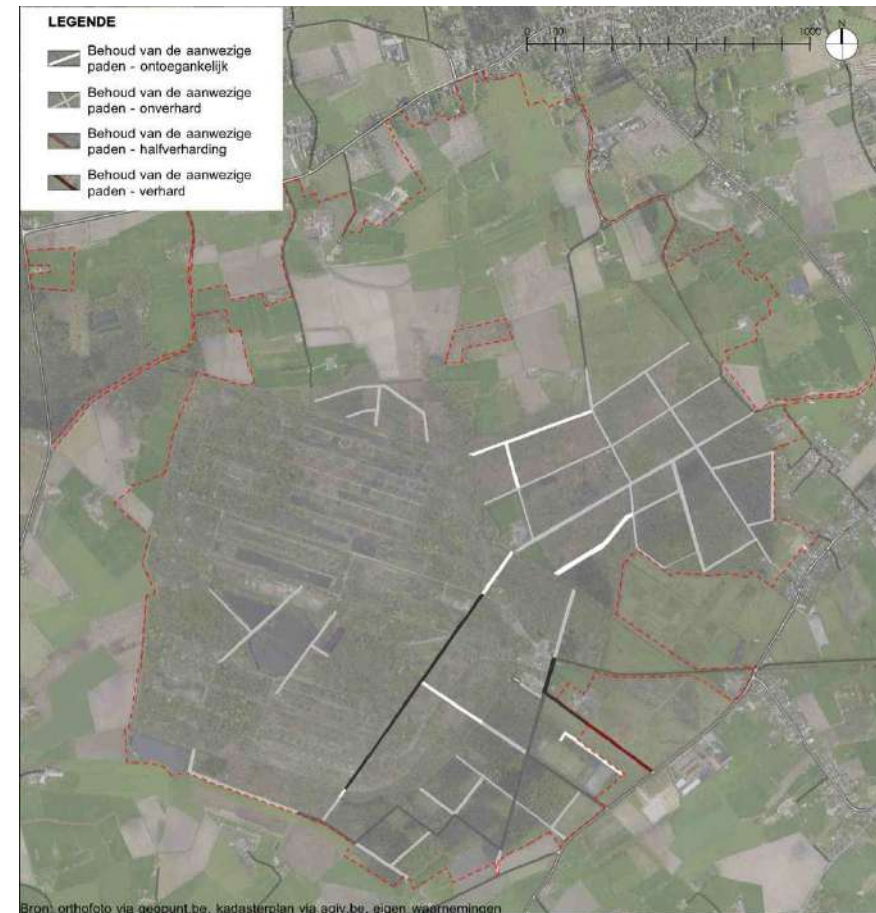 LEGENDE
Behoud van de aanwezige
paden - ontoegankelijk
Behoud van de aanwezige
paden - onverhard
Behoud van de aanwezige
paden - halfverharding
Behoud van de aanwezige
paden - verhard
0 100 1000 N
Bron: orthofoto via geopunt.be, kadasterplan via agiv.be, eigen waarnemingen